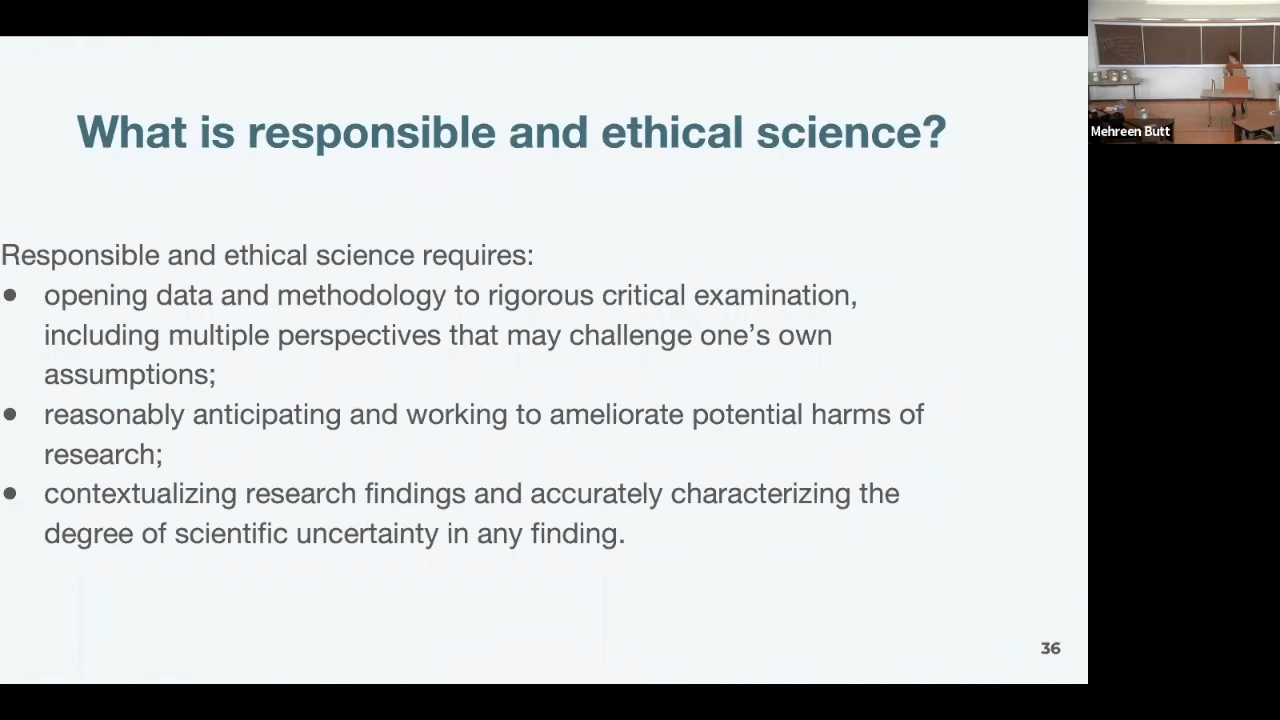 What is responsible and ethical science?
Mehreen Butt
Responsible and ethical science requires:
● opening data and methodology to rigorous critical examination,
including multiple perspectives that may challenge one’s own
assumptions;
● reasonably anticipating and working to ameliorate potential harms of
research;
● contextualizing research findings and accurately characterizing the
degree of scientific uncertainty in any finding.
36